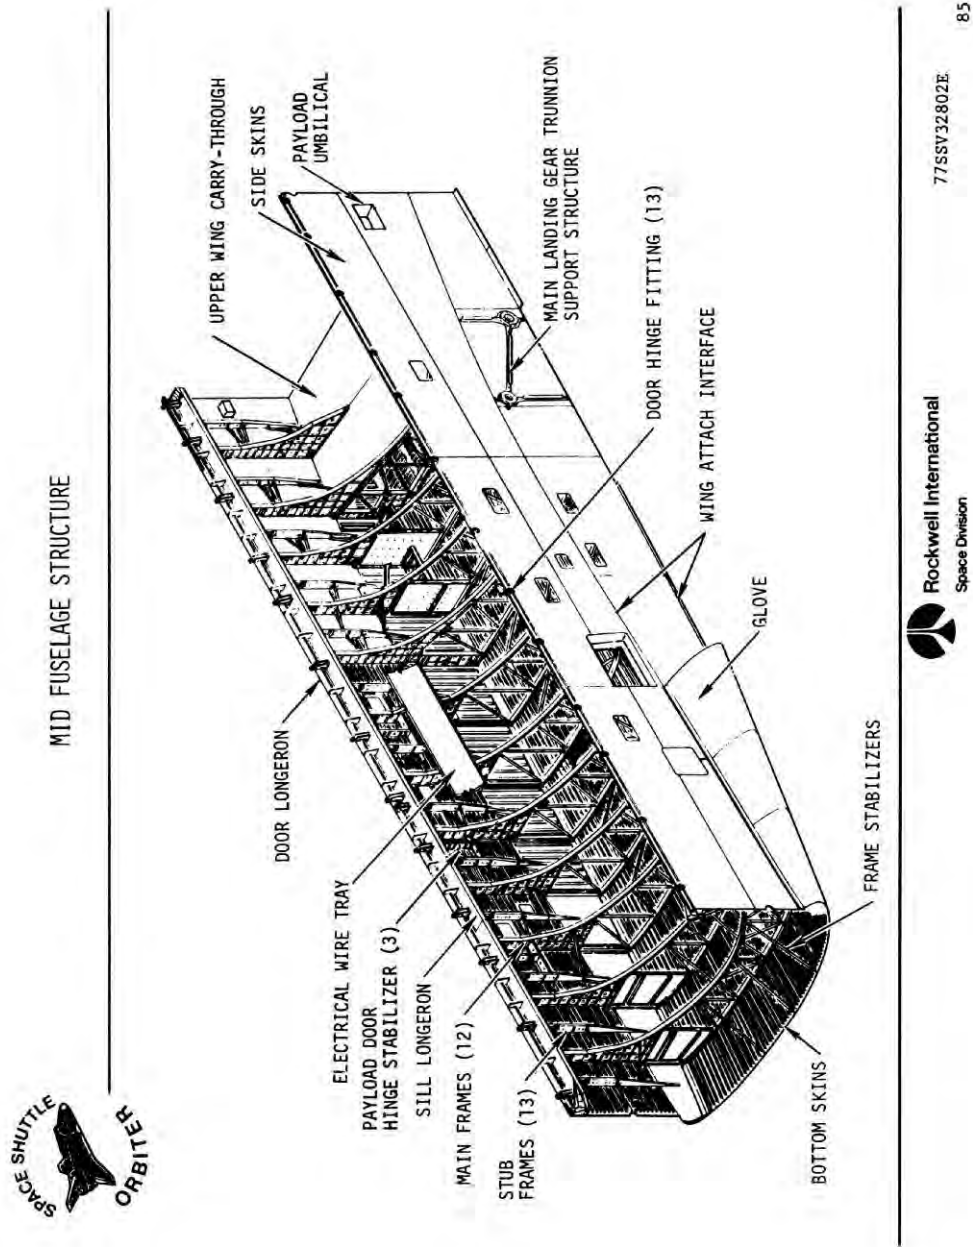 SPACE SHUTTLE
ORBITER
MID FUSELAGE STRUCTURE
UPPER WING CARRY-THROUGH
SIDE SKINS
PAYLOAD
UMBILICAL
DOOR LONGERON
ELECTRICAL WIRE TRAY
PAYLOAD DOOR
HINGE STABILIZER (3)
SILL LONGERON
MAIN FRAMES (12)
STUB
FRAMES (13)
MAIN LANDING GEAR TRUNNION
SUPPORT STRUCTURE
DOOR HINGE FITTING (13)
WING ATTACH INTERFACE
GLOVE
FRAME STABILIZERS
BOTTOM SKINS
Rockwell International
Space Division
77SSV32802E
85